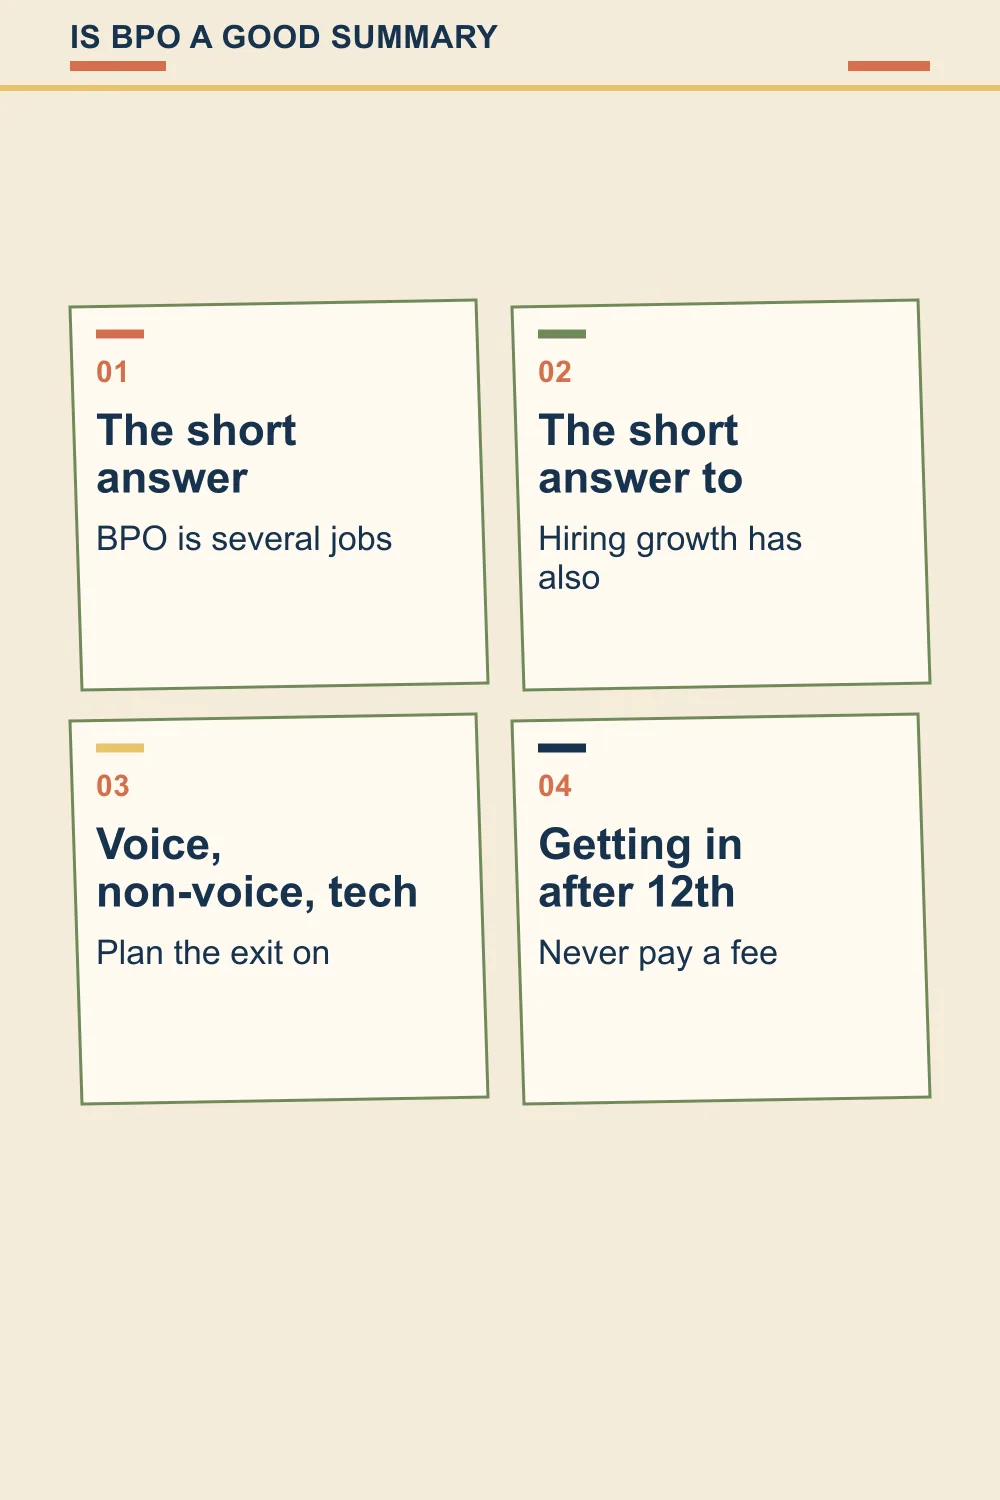 IS BPO A GOOD SUMMARY
01
The short
answer
BPO is several jobs
02
The short
answer to
Hiring growth has
also
03
Voice,
non-voice, tech
Plan the exit on
04
Getting in
after 12th
Never pay a fee